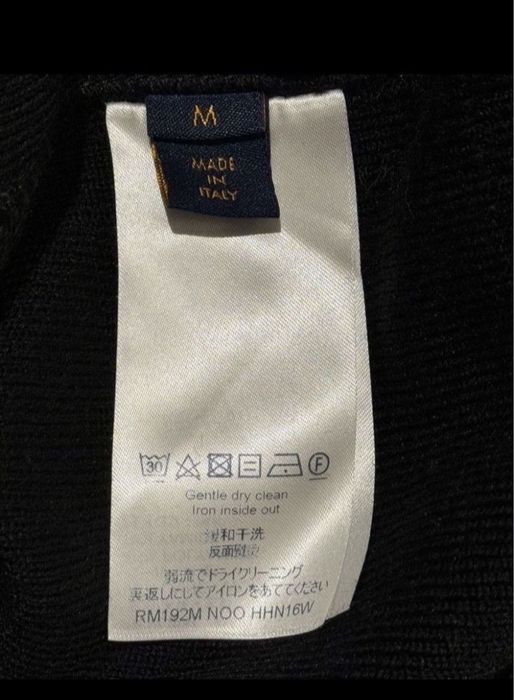 M
MADE
IN
ITALY
30 F
Gentle dry clean
Iron inside out
缓和干洗
反面熨烫
弱流でドライクリーニング
裏返しにしてアイロンをあててください
RM192M NOO HHN16W